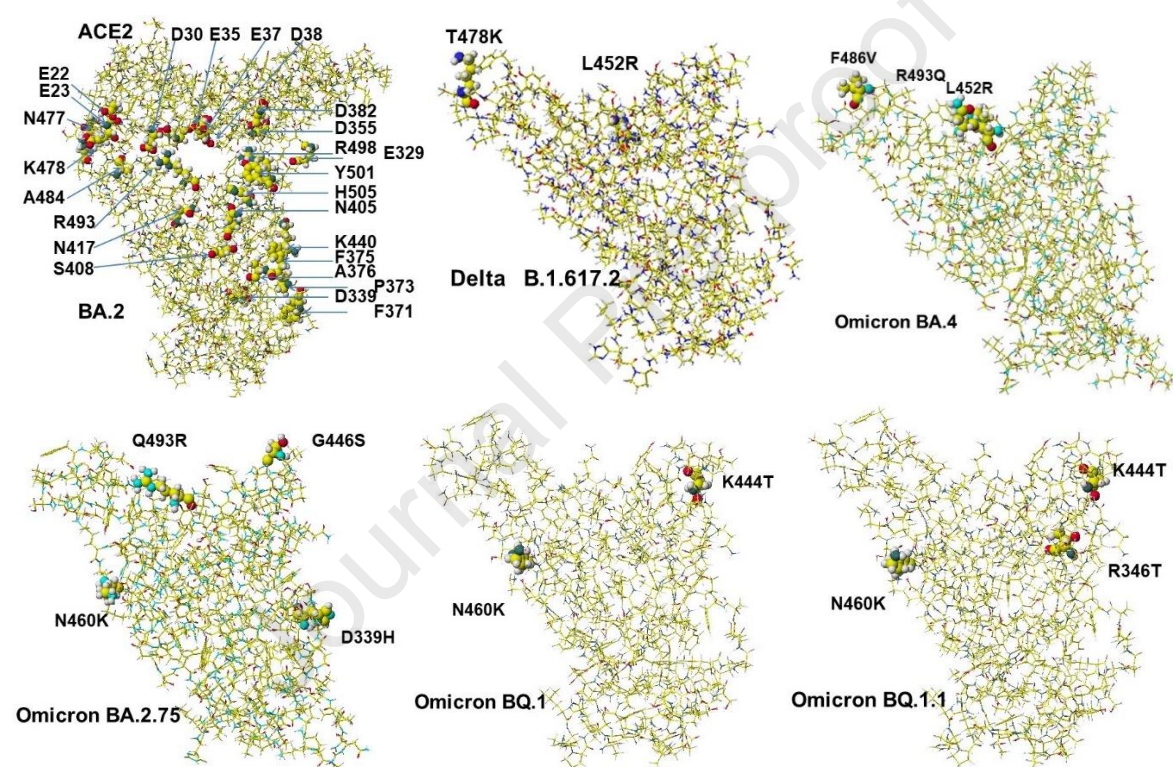 ACE2
D30 E35 E37 D38
E22
E23
N477
K478
A484
R493
N417
S408
D382
D355
R498
E329
Y501
H505
N405
K440
F375
A376
P373
D339
F371
BA.2
T478K
L452R
Delta B.1.617.2
F486V
R493Q
L452R
Omicron BA.4
Q493R
G446S
N460K
D339H
Omicron BA.2.75
K444T
N460K
Omicron BQ.1
K444T
R346T
N460K
Omicron BQ.1.1
Journal Pre-proof